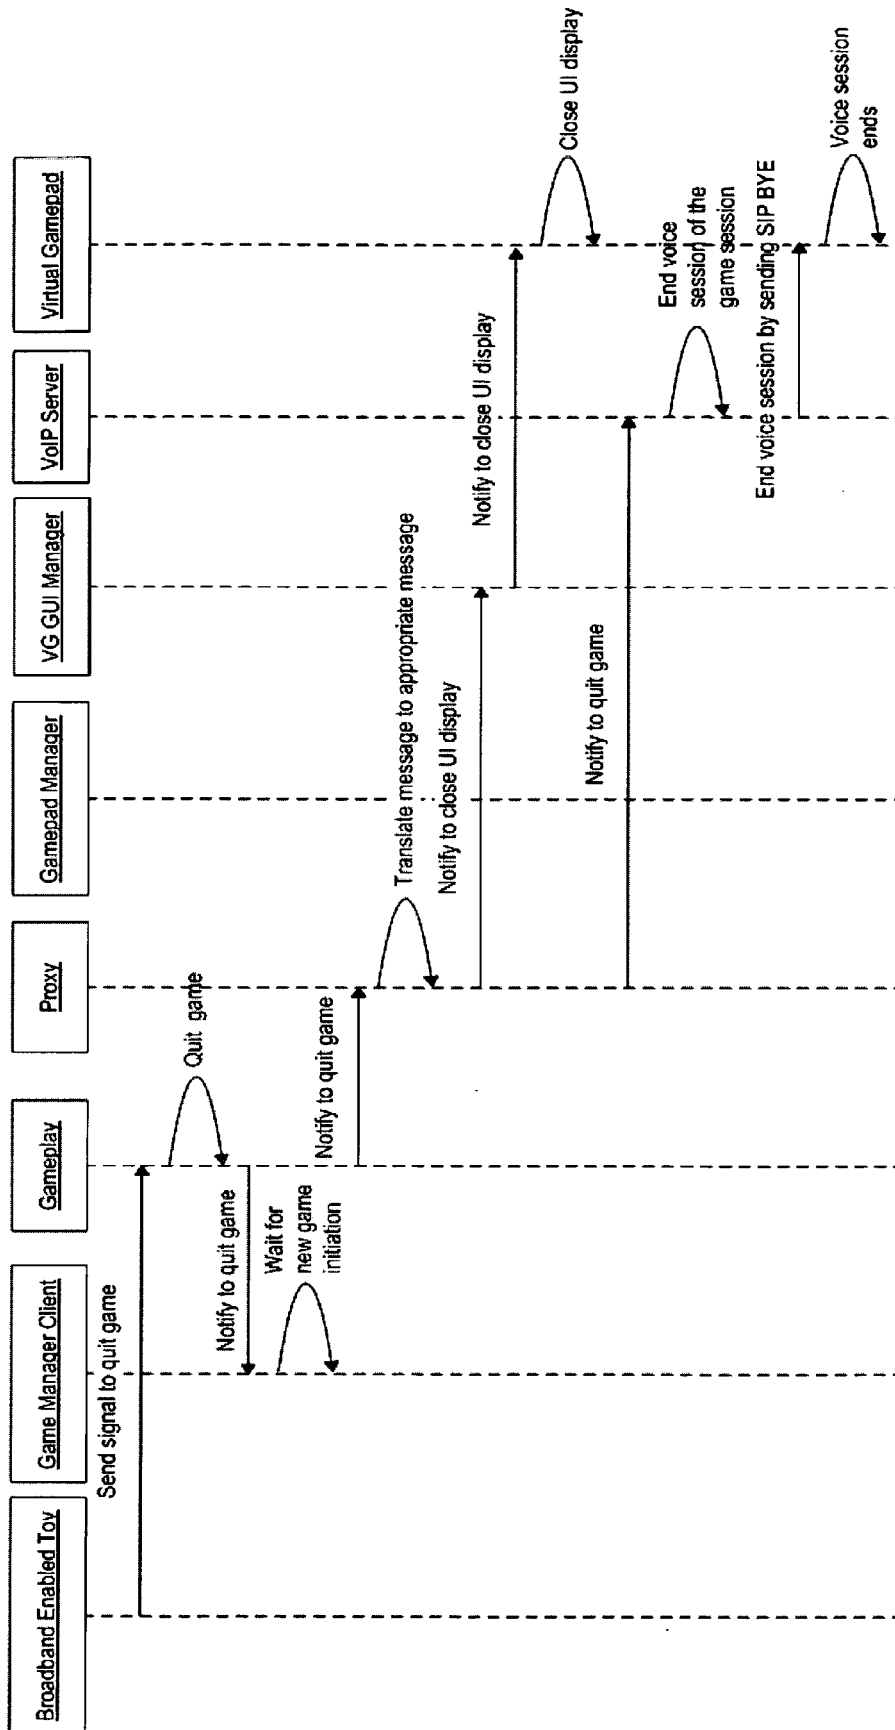 Broadband Enabled Toy
Game Manager Client
Gameplay
Proxy
Gamepad Manager
VG GUI Manager
VoIP Server
Virtual Gamepad
Send signal to quit game
Quit game
Notify to quit game
Wait for
new game
initiation
Notify to quit game
Translate message to appropriate message
Notify to close UI display
Notify to close UI display
Close UI display
Notify to quit game
End voice
session of the
game session
End voice session by sending SIP BYE
Voice session
ends